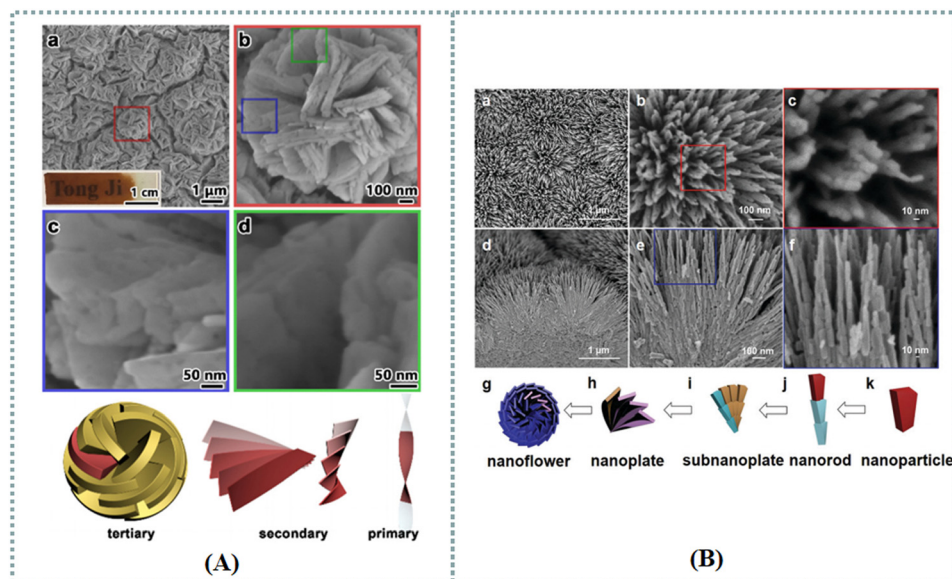 a
b
Tong Ji
1 cm
1 μm
100 nm
c
d
50 nm
50 nm
tertiary
secondary
primary
(A)
a
b
c
1 μm
100 nm
10 nm
d
e
f
1 μm
100 nm
10 nm
g
h
i
j
k
nanoflower
nanoplate
subnanoplate
nanorod
nanoparticle
(B)